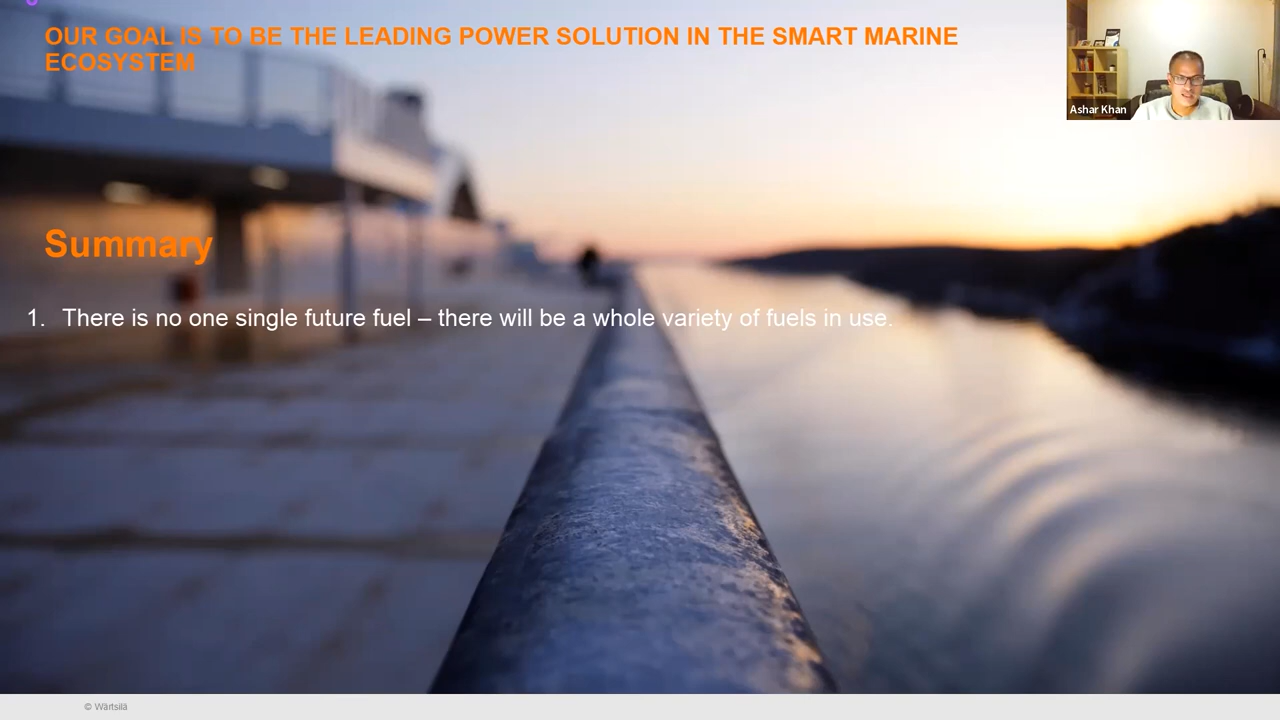 OUR GOAL IS TO BE THE LEADING POWER SOLUTION IN THE SMART MARINE
ECOSYSTEM
Ashar Khan
Summary
1. There is no one single future fuel – there will be a whole variety of fuels in use.
© Wärtsilä